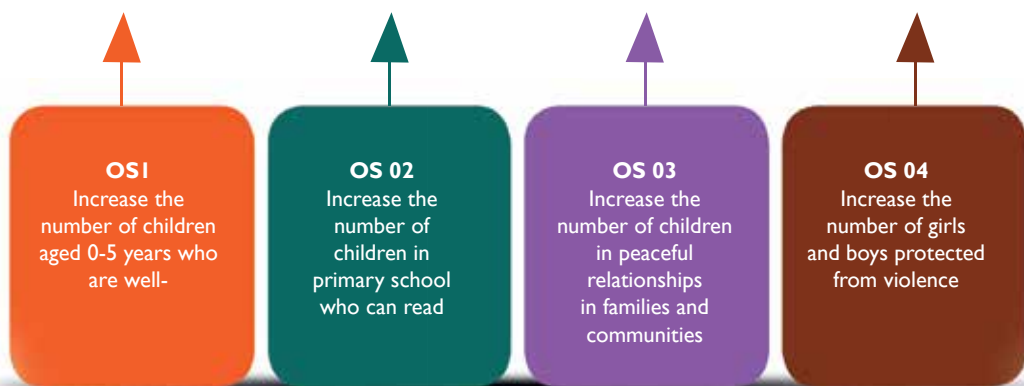 OS1
Increase the
number of children
aged 0-5 years who
are well-
OS 02
Increase the
number of
children in
primary school
who can read
OS 03
Increase the
number of children
in peaceful
relationships
in families and
communities
OS 04
Increase the
number of girls
and boys protected
from violence